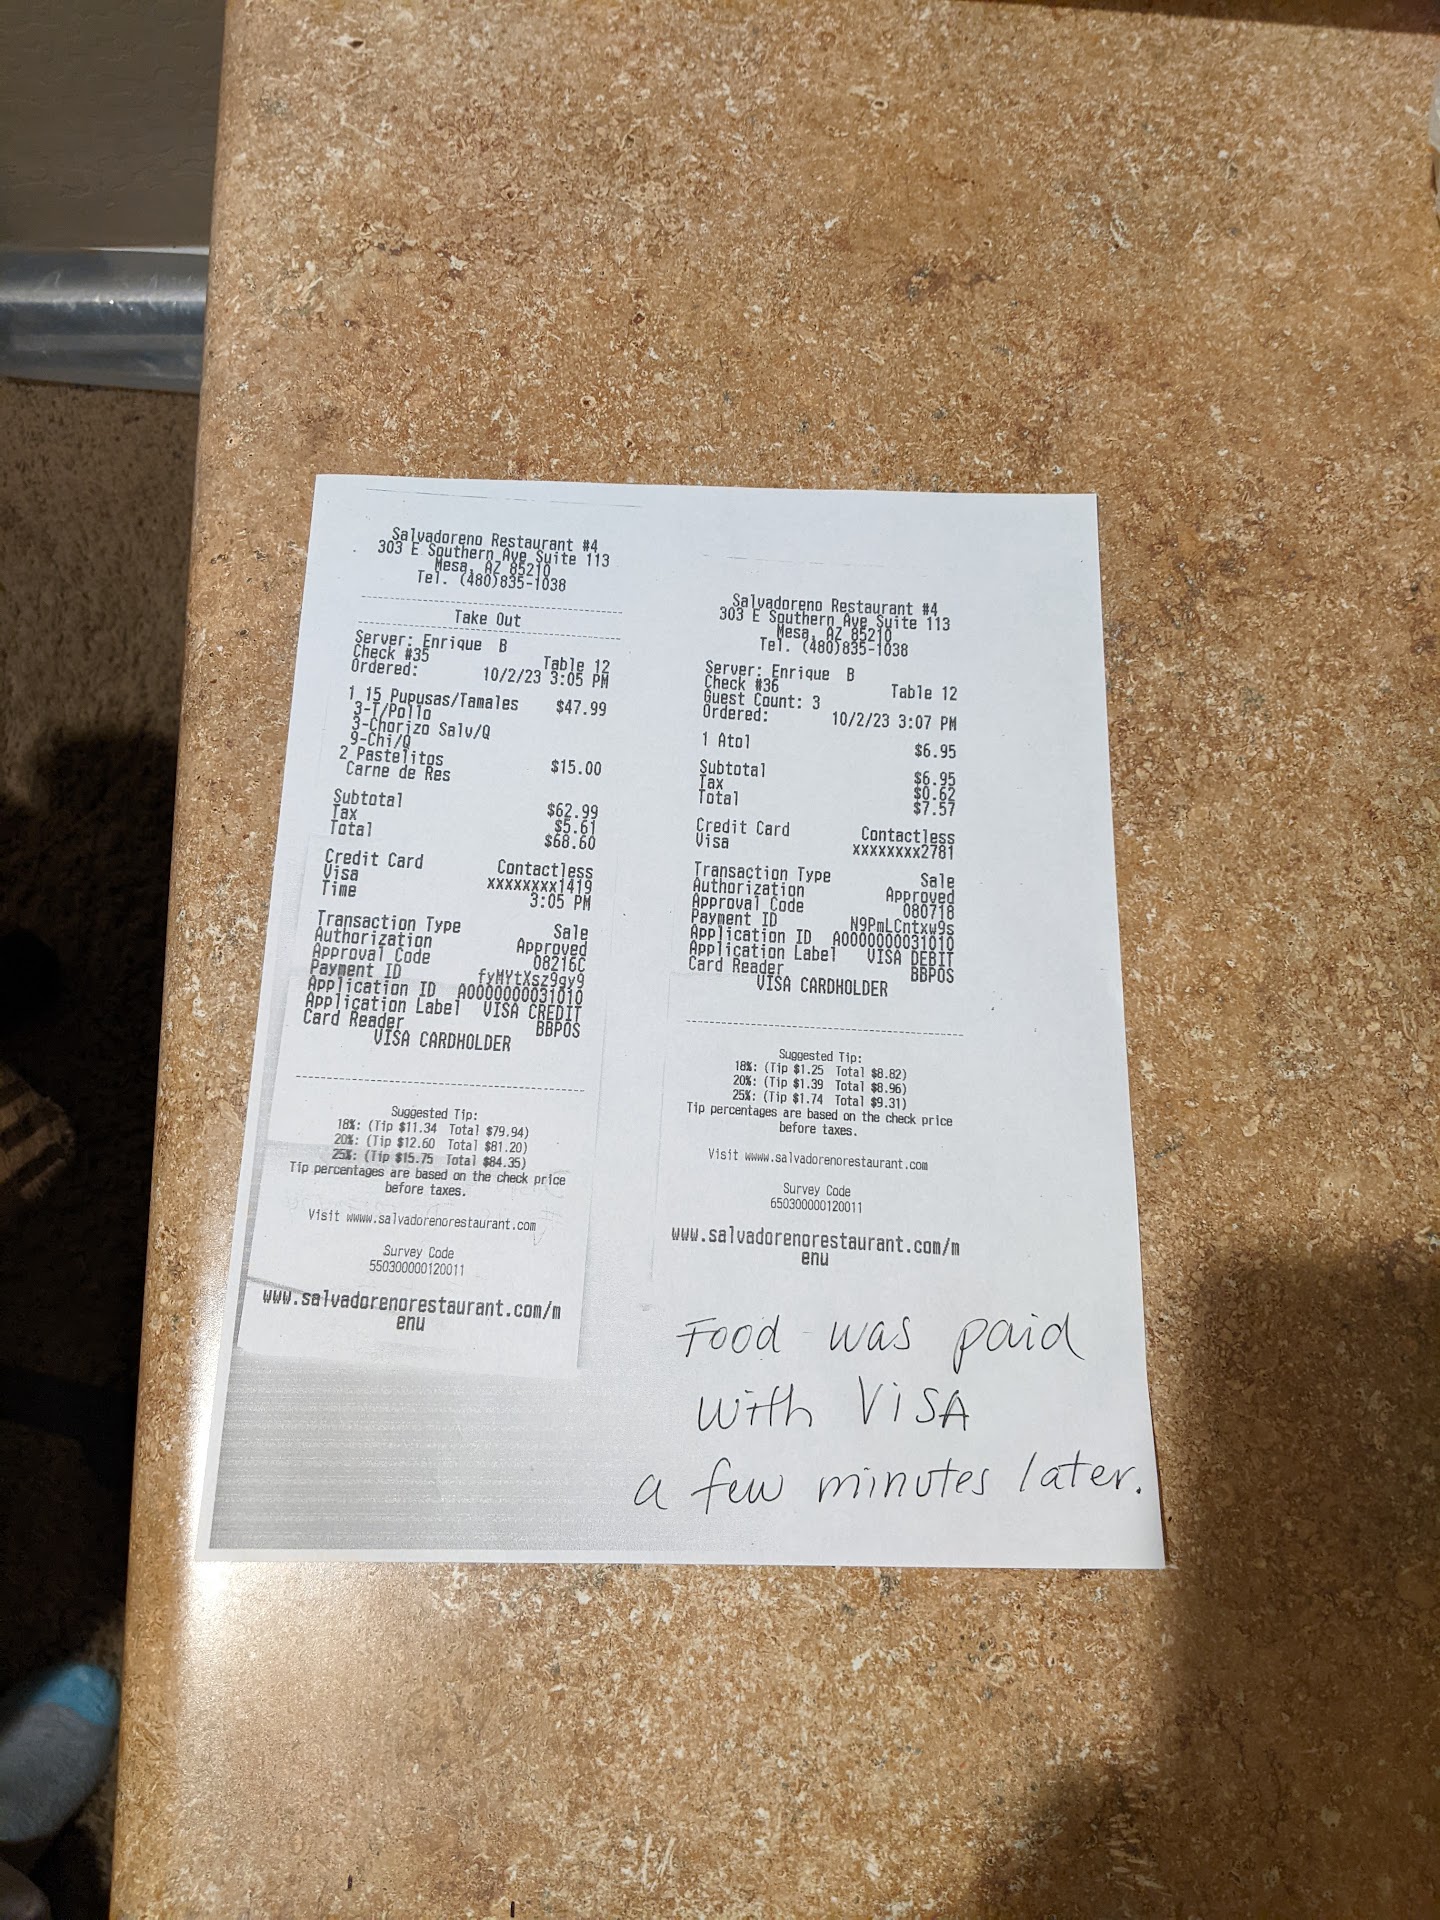 Salvadoreno Restaurant #4
303 E Southern Ave Suite 113
Mesa, AZ 85210
Tel. (480)835-1038
Take Out
Server: Enrique B
Check #35 Table 12
Ordered: 10/2/23 3:05 PM
1 15 Pupusas/Tamales $47.99
3-T/Pollo
3-Chorizo Salv/Q
9-Chi/Q
2 Pastelitos $15.00
Carne de Res
Subtotal $62.99
Tax $5.61
Total $68.60
Credit Card Contactless
Visa xxxxxxxx1419
Time 3:05 PM
Transaction Type Sale
Authorization Approved
Approval Code 08216C
Payment ID fyMYtXsz9gy9
Application ID A0000000031010
Application Label VISA CREDIT
Card Reader BBPOS
VISA CARDHOLDER
Suggested Tip:
18%: (Tip $11.34 Total $79.94)
20%: (Tip $12.60 Total $81.20)
25%: (Tip $15.75 Total $84.35)
Tip percentages are based on the check price
before taxes.
Visit wwww.salvadorenorestaurant.com
Survey Code
550300000120011
www.salvadorenorestaurant.com/m
enu
Salvadoreno Restaurant #4
303 E Southern Ave Suite 113
Mesa, AZ 85210
Tel. (480)835-1038
Server: Enrique B
Check #36 Table 12
Guest Count: 3
Ordered: 10/2/23 3:07 PM
1 Atol $6.95
Subtotal $6.95
Tax $0.62
Total $7.57
Credit Card Contactless
Visa xxxxxxxx2781
Transaction Type Sale
Authorization Approved
Approval Code 080718
Payment ID N9PmLCntxw9s
Application ID A0000000031010
Application Label VISA DEBIT
Card Reader BBPOS
VISA CARDHOLDER
Suggested Tip:
18%: (Tip $1.25 Total $8.82)
20%: (Tip $1.39 Total $8.96)
25%: (Tip $1.74 Total $9.31)
Tip percentages are based on the check price
before taxes.
Visit wwww.salvadorenorestaurant.com
Survey Code
650300000120011
www.salvadorenorestaurant.com/m
enu
Food was paid
with VISA
a few minutes later.